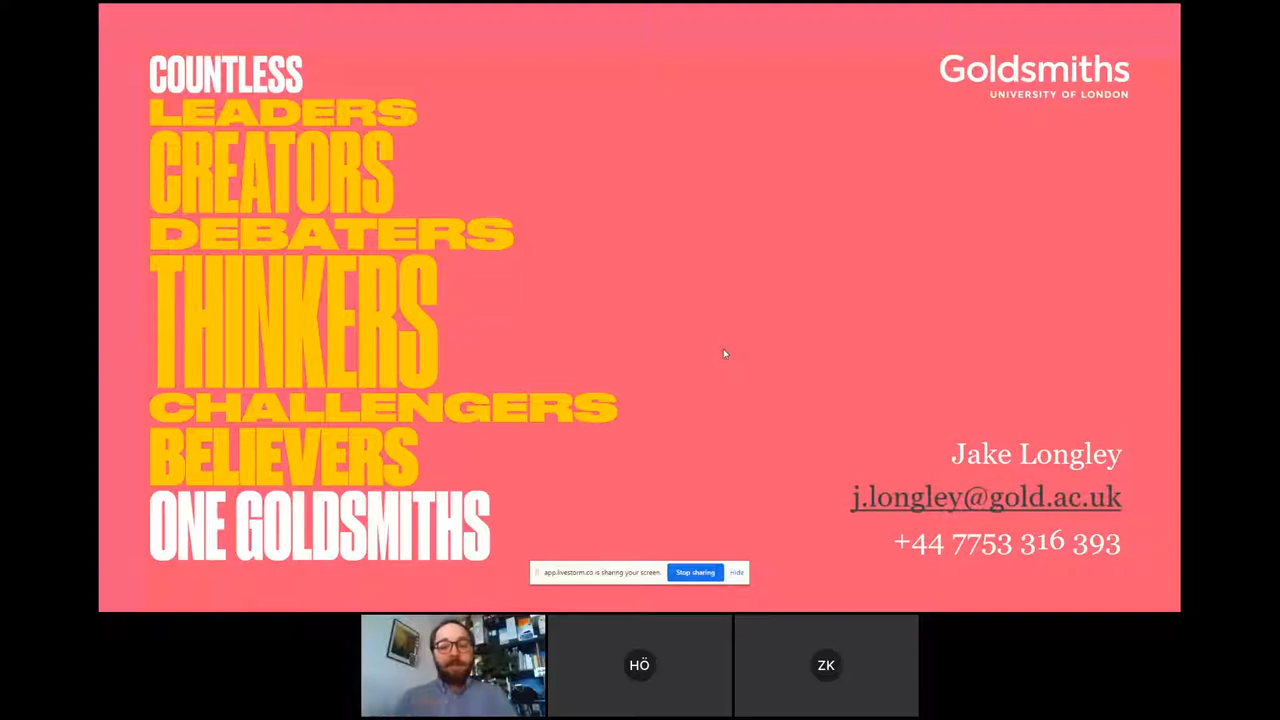 COUNTLESS
LEADERS
CREATORS
DEBATERS
THINKERS
CHALLENGERS
BELIEVERS
ONE GOLDSMITHS
Goldsmiths
UNIVERSITY OF LONDON
Jake Longley
j.longley@gold.ac.uk
+44 7753 316 393
app.livestorm.co is sharing your screen. Stop sharing Hide
HÖ
ZK